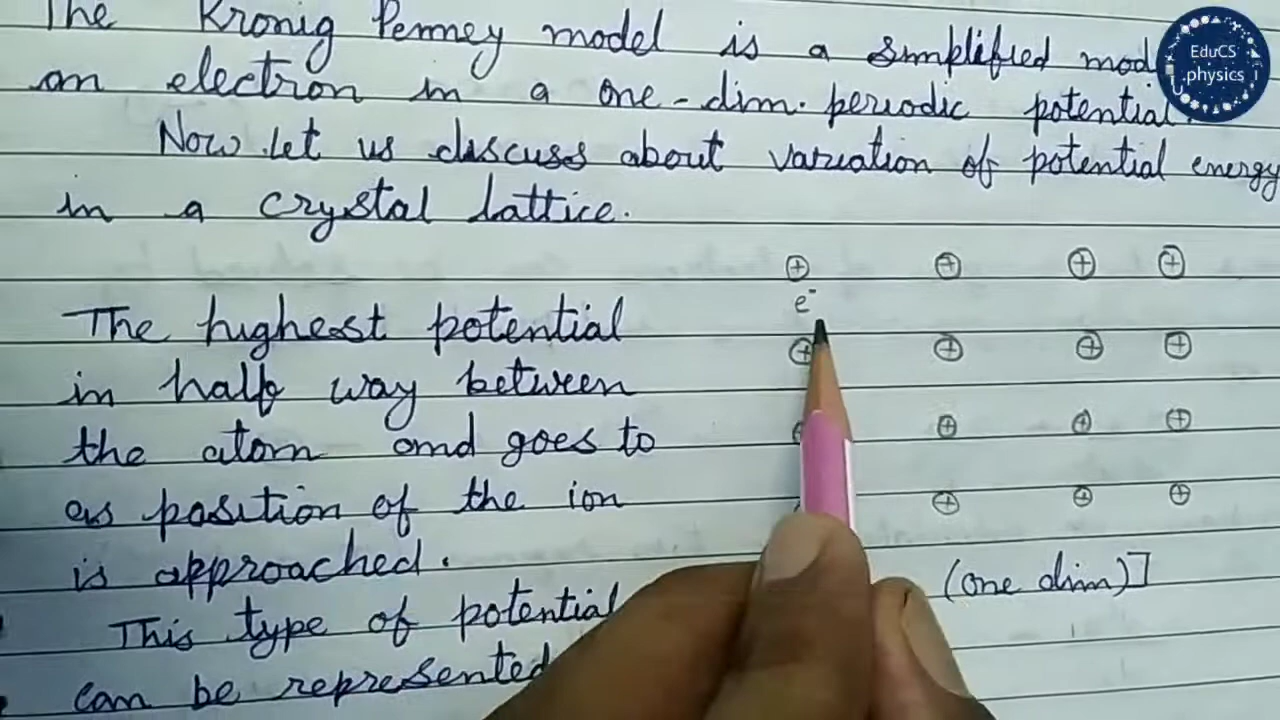 The Kronig Penney model is a simplified mod
EduCS
.physics
an electron in a one-dim. periodic potential.
Now let us discuss about variation of potential energy
in a crystal lattice.
⊕ ⊕ ⊕ ⊕
e⁻
The highest potential
⊕ ⊕ ⊕ ⊕
in half way between
the atom and goes to
⊕ ⊕ ⊕
as position of the ion
⊕ ⊕ ⊕
is approached.
(one dim)]
This type of potential
can be represented